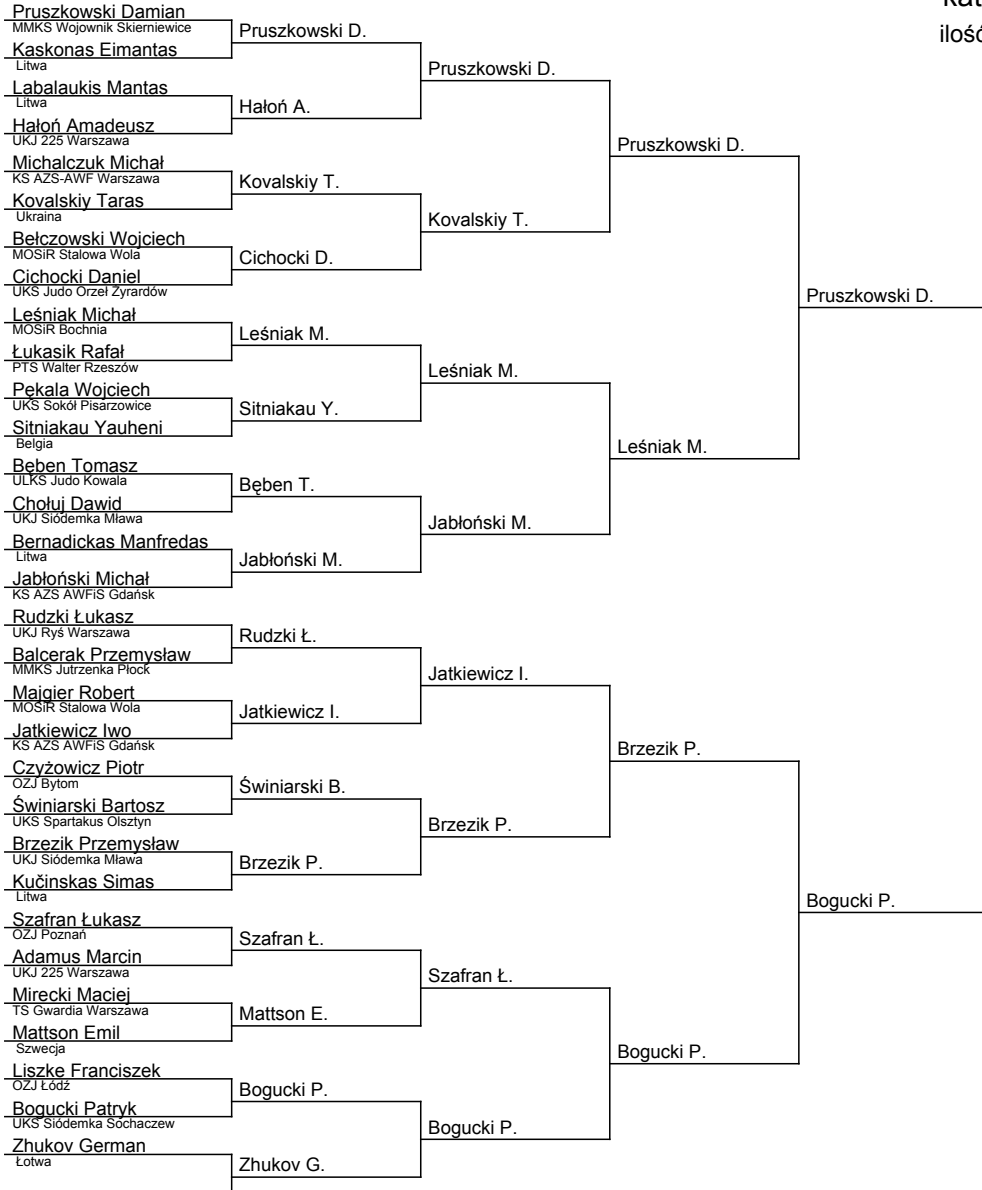 Pruszkowski Damian
MMKS Wojownik Skierniewice
Kaskonas Eimantas
Litwa
Labalaukis Mantas
Litwa
Hałoń Amadeusz
UKJ 225 Warszawa
Michalczuk Michał
KS AZS-AWF Warszawa
Kovalskiy Taras
Ukraina
Bełczowski Wojciech
MOSiR Stalowa Wola
Cichocki Daniel
UKS Judo Orzeł Żyrardów
Leśniak Michał
MOSiR Bochnia
Łukasik Rafał
PTS Walter Rzeszów
Pękala Wojciech
UKS Sokół Pisarzowice
Sitniakau Yauheni
Belgia
Bęben Tomasz
ULKS Judo Kowala
Chołuj Dawid
UKJ Siódemka Mława
Bernadickas Manfredas
Litwa
Jabłoński Michał
KS AZS AWFiS Gdańsk
Rudzki Łukasz
UKJ Ryś Warszawa
Balcerak Przemysław
MMKS Jutrzenka Płock
Majgier Robert
MOSiR Stalowa Wola
Jatkiewicz Iwo
KS AZS AWFiS Gdańsk
Czyżowicz Piotr
OZJ Bytom
Świniarski Bartosz
UKS Spartakus Olsztyn
Brzezik Przemysław
UKJ Siódemka Mława
Kučinskas Simas
Litwa
Szafran Łukasz
OZJ Poznań
Adamus Marcin
UKJ 225 Warszawa
Mirecki Maciej
TS Gwardia Warszawa
Mattson Emil
Szwecja
Liszke Franciszek
OZJ Łódź
Bogucki Patryk
UKS Siódemka Sochaczew
Zhukov German
Łotwa
Pruszkowski D.
Hałoń A.
Kovalskiy T.
Cichocki D.
Leśniak M.
Sitniakau Y.
Bęben T.
Jabłoński M.
Rudzki Ł.
Jatkiewicz I.
Świniarski B.
Brzezik P.
Szafran Ł.
Mattson E.
Bogucki P.
Zhukov G.
Pruszkowski D.
Kovalskiy T.
Leśniak M.
Jabłoński M.
Jatkiewicz I.
Brzezik P.
Szafran Ł.
Bogucki P.
Pruszkowski D.
Leśniak M.
Brzezik P.
Bogucki P.
Pruszkowski D.
Bogucki P.